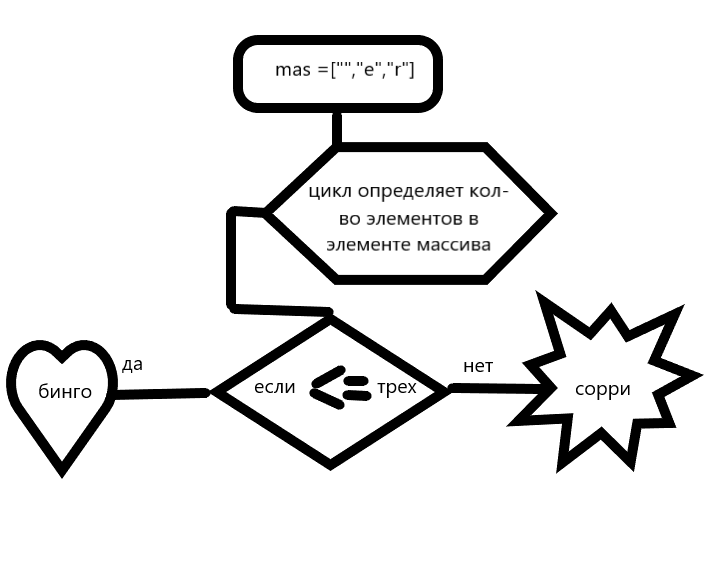 mas =["","e","r"]
цикл определяет кол-
во элементов в
элементе массива
да
нет
бинго
если <= трех
сорри